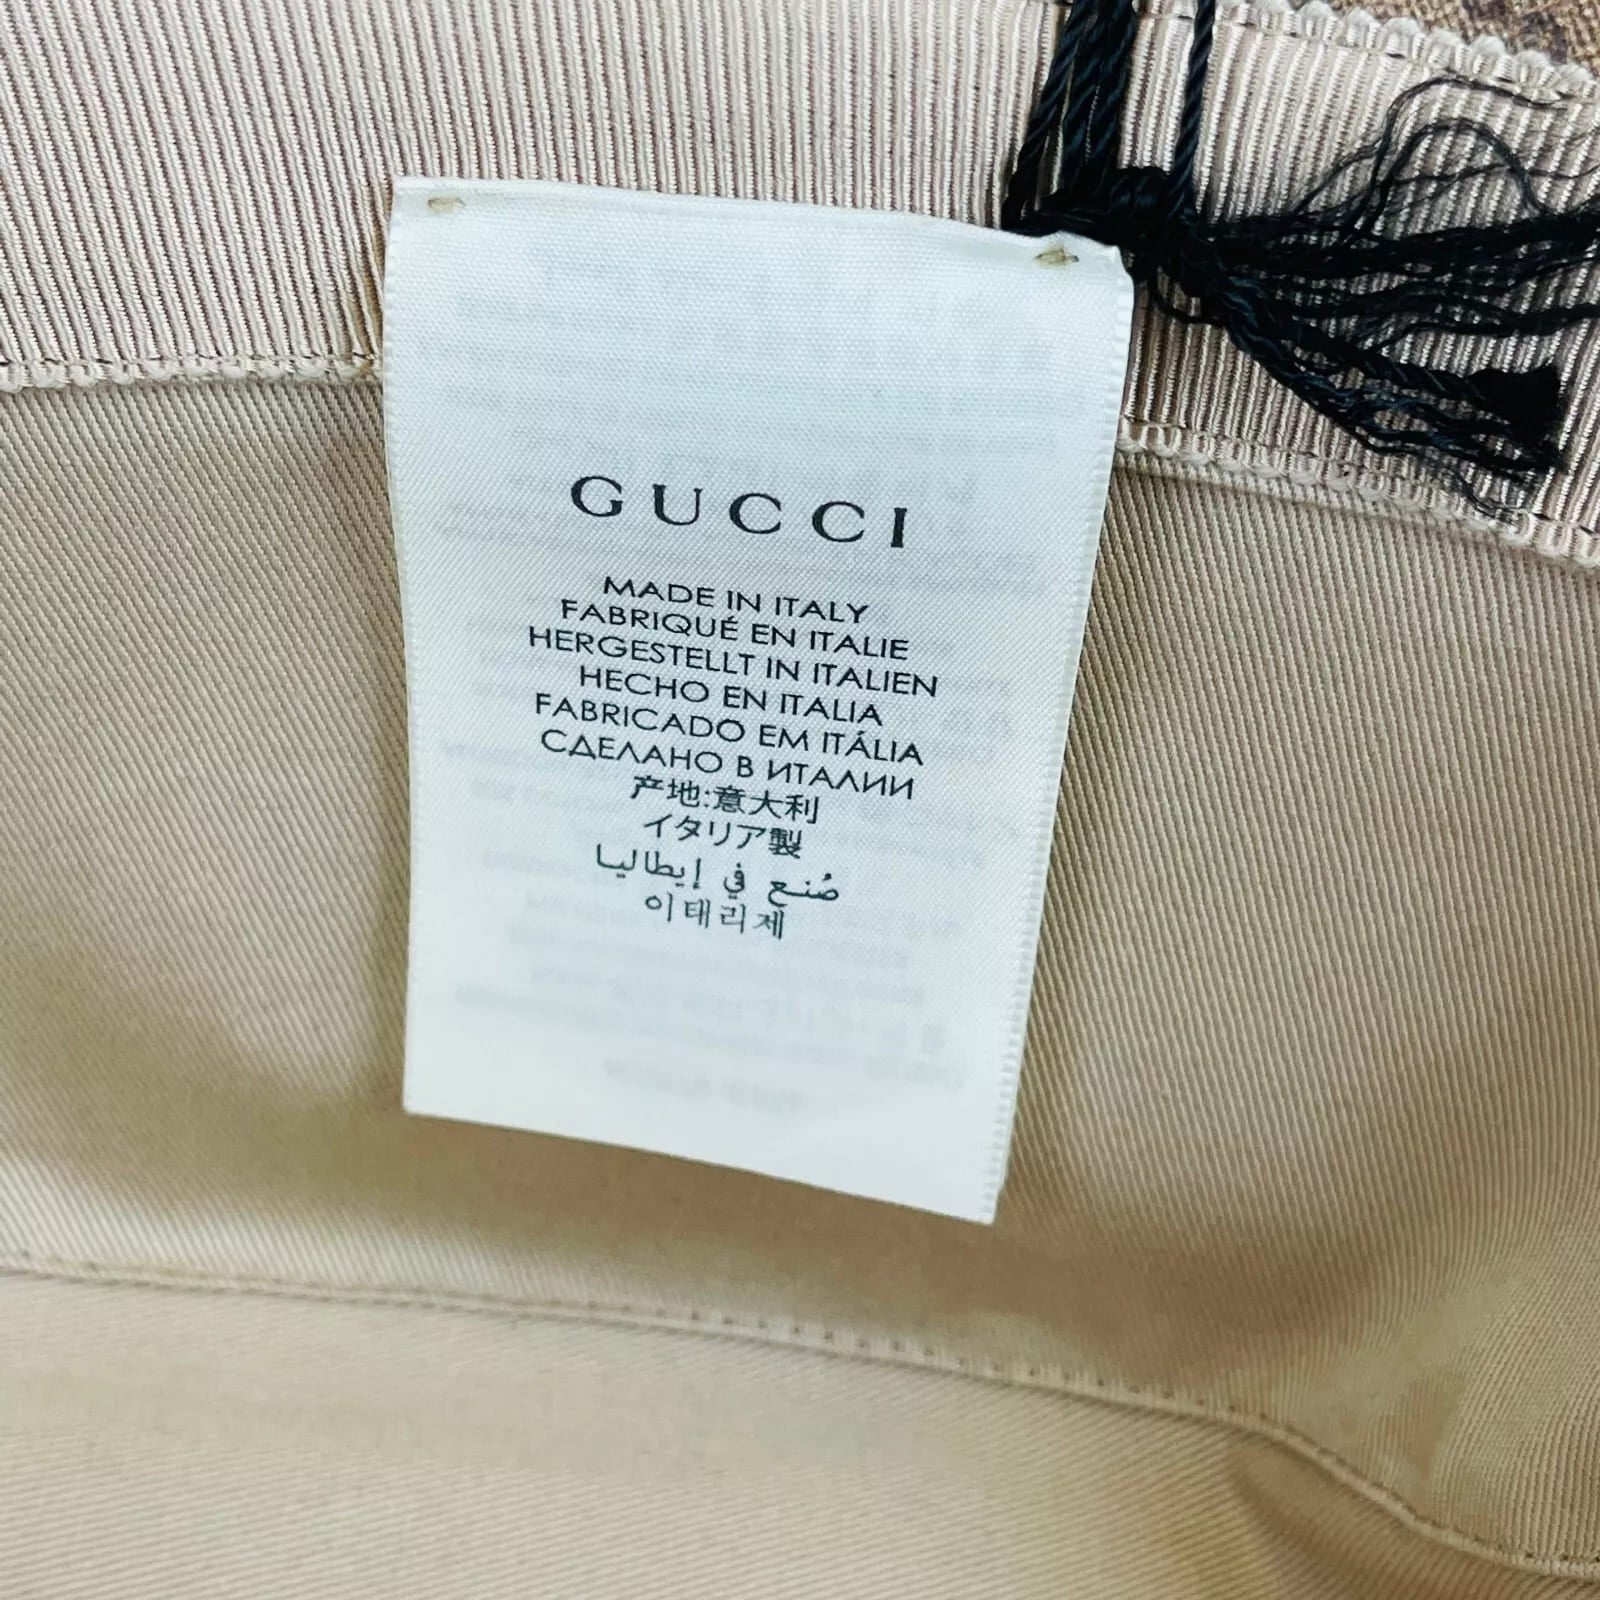 GUCCI
MADE IN ITALY
FABRIQUÉ EN ITALIE
HERGESTELLT IN ITALIEN
HECHO EN ITALIA
FABRICADO EM ITÁLIA
СДЕЛАНО В ИТАЛИИ
产地:意大利
イタリア製
صُنع في إيطاليا
이태리제